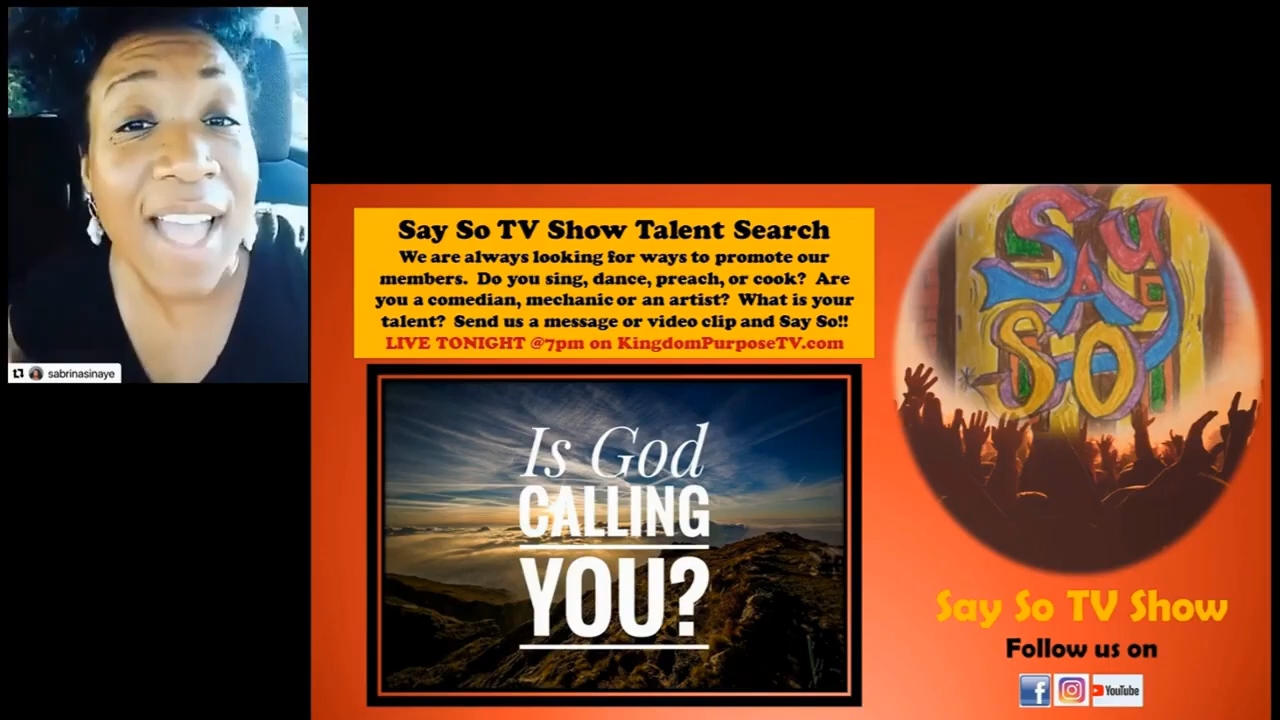 sabrinasinaye
Say So TV Show Talent Search
We are always looking for ways to promote our
members. Do you sing, dance, preach, or cook? Are
you a comedian, mechanic or an artist? What is your
talent? Send us a message or video clip and Say So!!
LIVE TONIGHT @7pm on KingdomPurposeTV.com
Is God
CALLING
YOU?
Say
So
Say So TV Show
Follow us on
f
YouTube